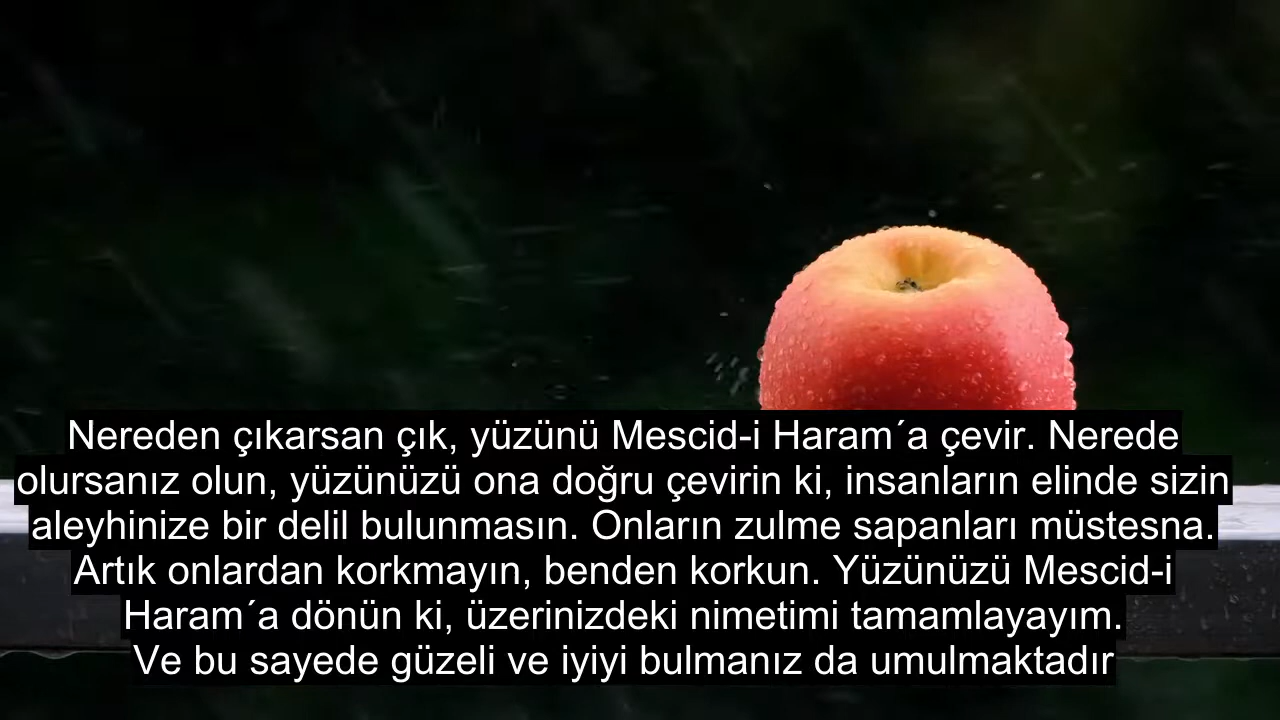 Nereden çıkarsan çık, yüzünü Mescid-i Haram´a çevir. Nerede
olursanız olun, yüzünüzü ona doğru çevirin ki, insanların elinde sizin
aleyhinize bir delil bulunmasın. Onların zulme sapanları müstesna.
Artık onlardan korkmayın, benden korkun. Yüzünüzü Mescid-i
Haram´a dönün ki, üzerinizdeki nimetimi tamamlayayım.
Ve bu sayede güzeli ve iyiyi bulmanız da umulmaktadır